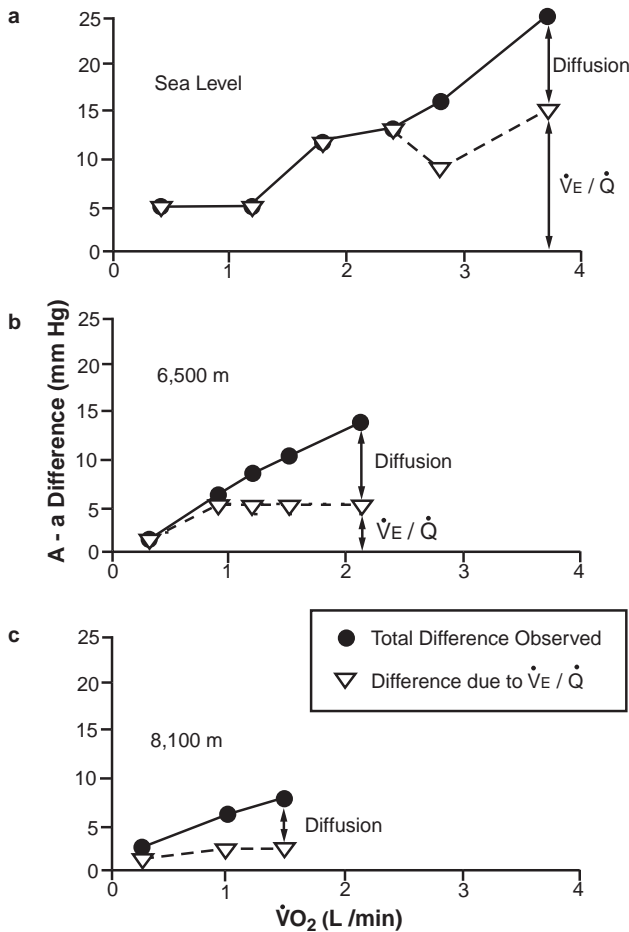 a
25
20
15
10
5
0
Sea Level
Diffusion
V̇E / Q̇
0 1 2 3 4
b
A - a Difference (mm Hg)
25
20
15
10
5
0
6,500 m
Diffusion
V̇E / Q̇
0 1 2 3 4
Total Difference Observed
Difference due to V̇E / Q̇
c
25
20
15
10
5
0
8,100 m
Diffusion
0 1 2 3 4
V̇O₂ (L /min)